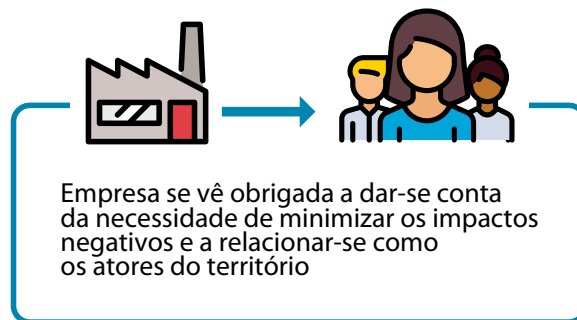 Empresa se vê obrigada a dar-se conta
da necessidade de minimizar os impactos
negativos e a relacionar-se como
os atores do território